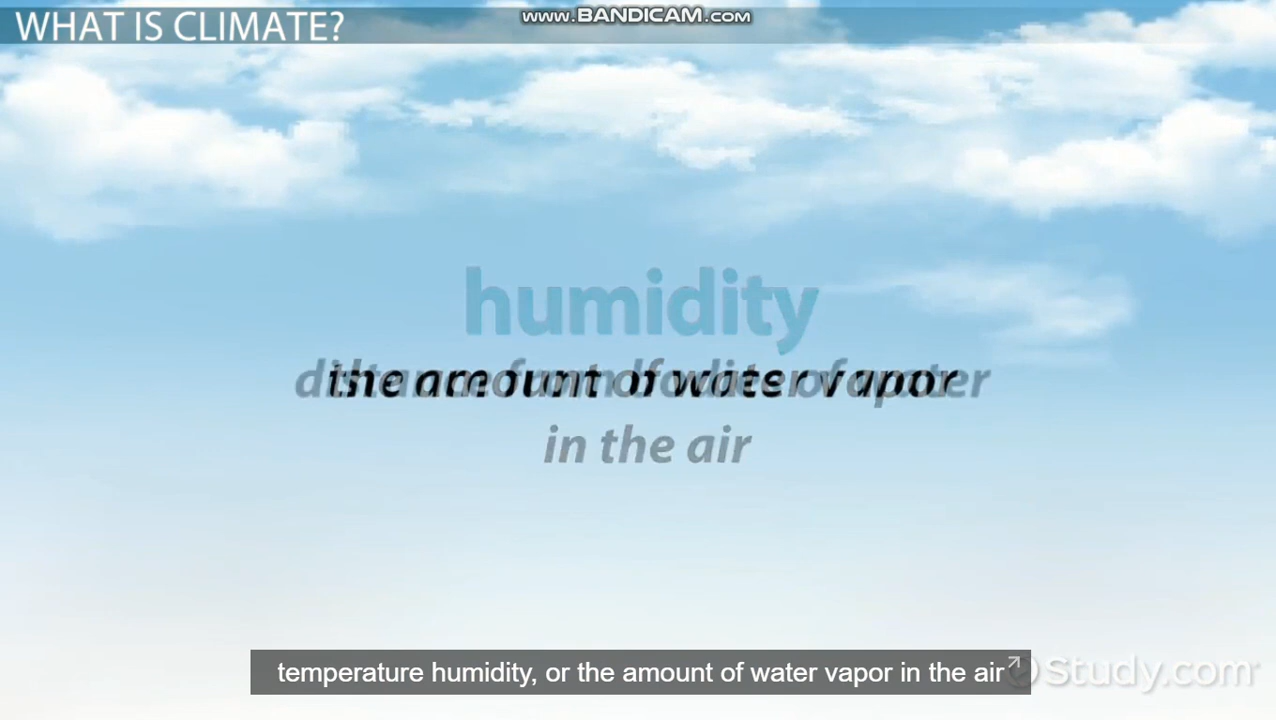 WHAT IS CLIMATE?
www.BANDICAM.com
humidity
the amount of water vapor
in the air
temperature humidity, or the amount of water vapor in the air
Study.com